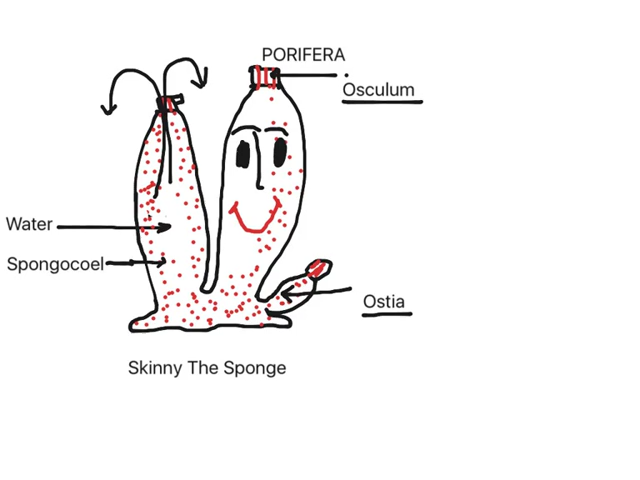 PORIFERA
Osculum
Water
Spongocoel
Ostia
Skinny The Sponge